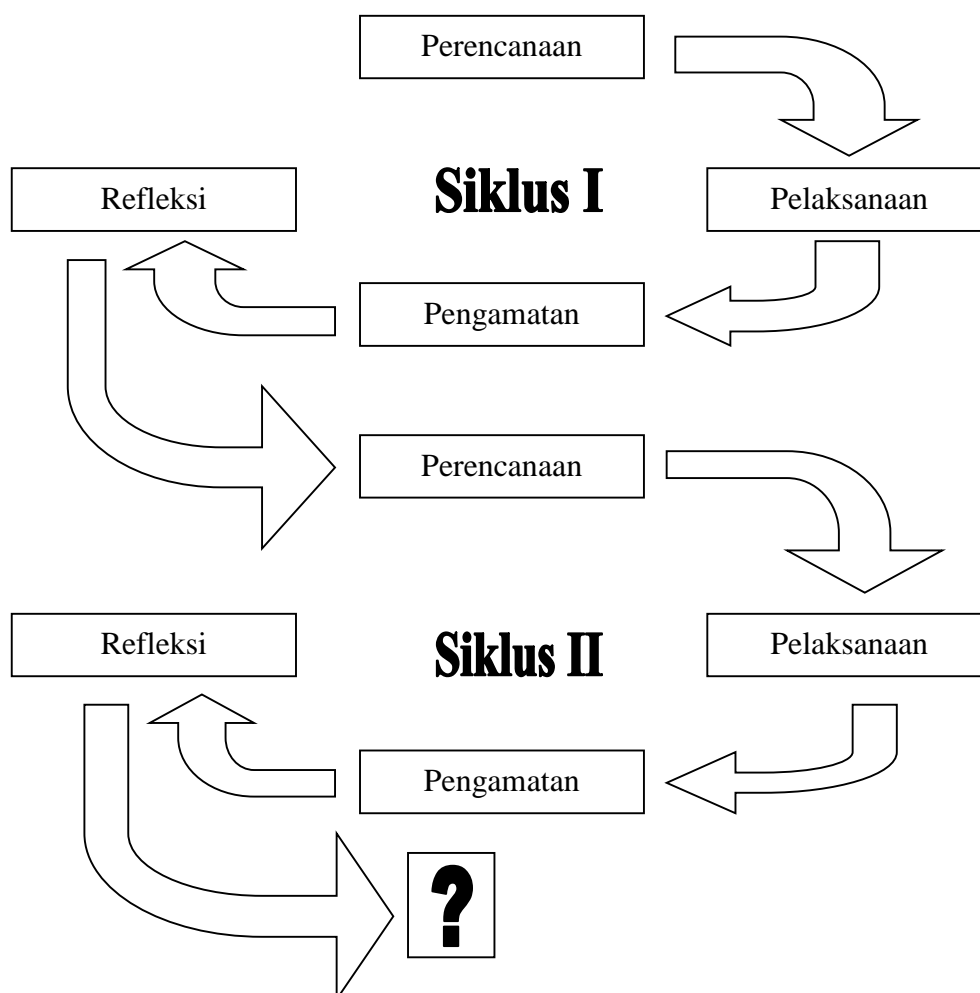 Perencanaan
Refleksi
Siklus I
Pelaksanaan
Pengamatan
Perencanaan
Refleksi
Siklus II
Pelaksanaan
Pengamatan
?